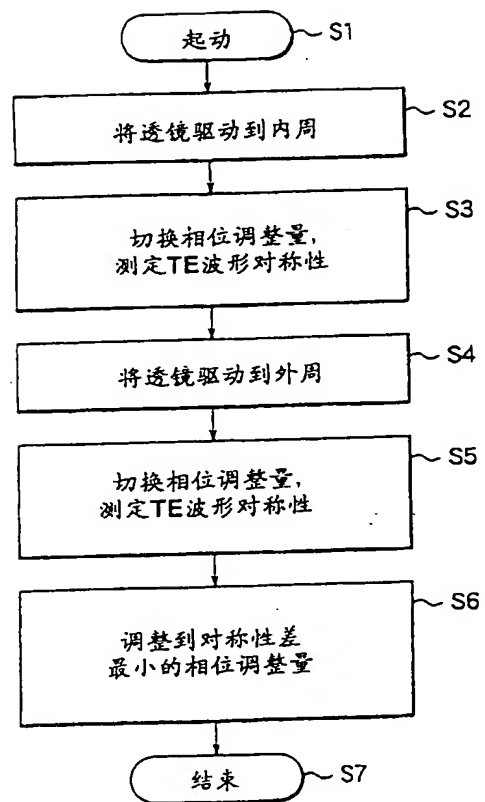 起动
S1
将透镜驱动到内周
S2
切换相位调整量,
测定TE波形对称性
S3
将透镜驱动到外周
S4
切换相位调整量,
测定TE波形对称性
S5
调整到对称性差
最小的相位调整量
S6
结束
S7